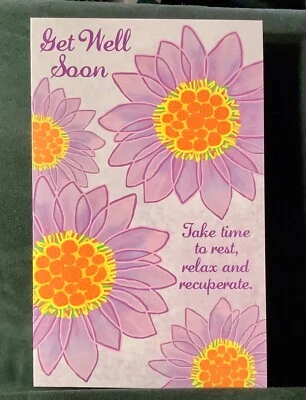 Get Well
Soon
Take time
to rest,
relax and
recuperate.